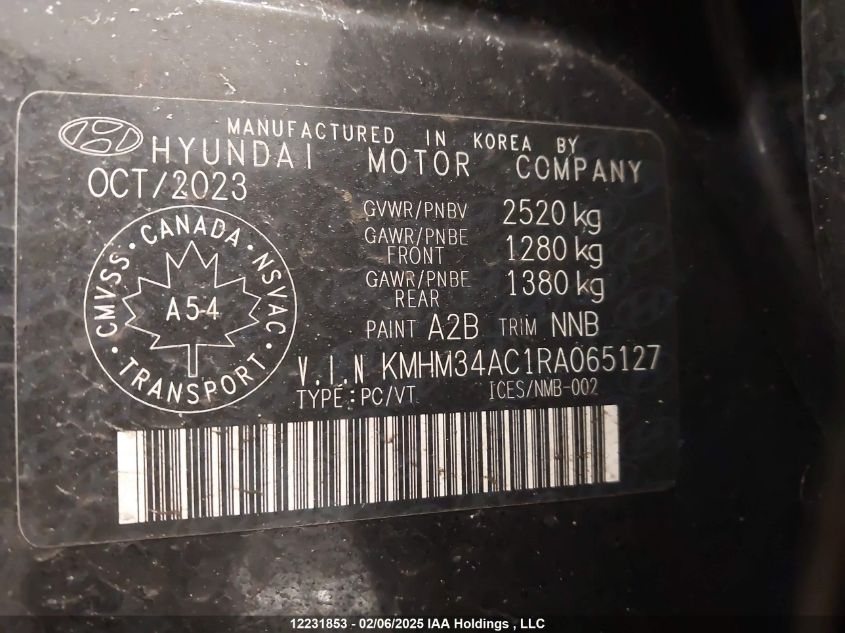 MANUFACTURED IN KOREA BY
HYUNDAI MOTOR COMPANY
OCT/2023
GVWR/PNBV 2520 kg
GAWR/PNBE FRONT 1280 kg
GAWR/PNBE REAR 1380 kg
PAINT A2B TRIM NNB
CANADA · NSVAC · TRANSPORT · CMVSS ·
A54
V.I.N KMHM34AC1RA065127
TYPE:PC/VT ICES/NMB-002
12231853 - 02/06/2025 IAA Holdings , LLC